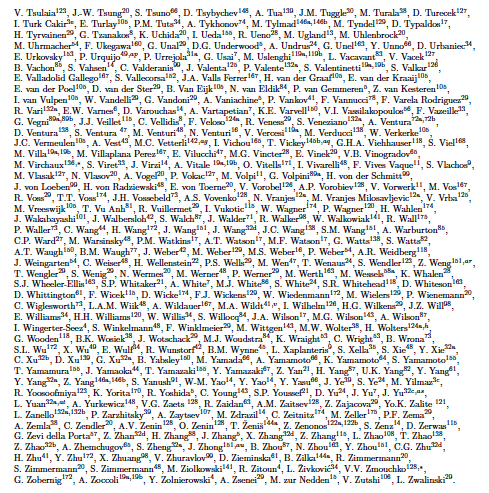 V. Tsulaia¹²³, J.-W. Tsung²⁰, S. Tsuno⁶⁶, D. Tsybychev¹⁴⁸, A. Tua¹³⁹, J.M. Tuggle³⁰, M. Turala³⁸, D. Turecek¹²⁷,
I. Turk Cakir³ᵉ, E. Turlay¹⁰⁵, P.M. Tuts³⁴, A. Tykhonov⁷⁴, M. Tylmad¹⁴⁶ᵃ,¹⁴⁶ᵇ, M. Tyndel¹²⁹, D. Typaldos¹⁷,
H. Tyrvainen²⁹, G. Tzanakos⁸, K. Uchida²⁰, I. Ueda¹⁵⁵, R. Ueno²⁸, M. Ugland¹³, M. Uhlenbrock²⁰,
M. Uhrmacher⁵⁴, F. Ukegawa¹⁶⁰, G. Unal²⁹, D.G. Underwood⁵, A. Undrus²⁴, G. Unel¹⁶³, Y. Unno⁶⁶, D. Urbaniec³⁴,
E. Urkovsky¹⁵³, P. Urquijo⁴⁹, P. Urrejola³¹ᵃ, G. Usai⁷, M. Uslenghi¹¹⁹ᵃ,¹¹⁹ᵇ, L. Vacavant⁸³, V. Vacek¹²⁷
B. Vachon⁸⁵, S. Vahsen¹⁴, C. Valderanis⁹⁹, J. Valenta¹²⁵, P. Valente¹³²ᵃ, S. Valentinetti¹⁹ᵃ,¹⁹ᵇ, S. Valkar¹²⁶
E. Valladolid Gallego¹⁶⁷, S. Vallecorsa¹⁵², J.A. Valls Ferrer¹⁶⁷, H. van der Graaf¹⁰⁵, E. van der Kraaij¹⁰⁵,
E. van der Poel¹⁰⁵, D. van der Ster²⁹, B. Van Eijk¹⁰⁵, N. van Eldik⁸⁴, P. van Gemmeren⁵, Z. van Kesteren¹⁰⁵,
I. van Vulpen¹⁰⁵, W. Vandelli²⁹, G. Vandoni²⁹, A. Vaniachine⁵, P. Vankov⁴¹, F. Vannucci⁷⁸, F. Varela Rodriguez²⁹,
R. Vari¹³²ᵃ, E.W. Varnes⁶, D. Varouchas¹⁴, A. Vartapetian⁷, K.E. Varvell¹⁵⁰, V.I. Vassilakopoulos⁵⁶, F. Vazeille³³,
G. Vegni⁸⁹ᵃ,⁸⁹ᵇ, J.J. Veillet¹¹⁵, C. Vellidis⁸, F. Veloso¹²⁴ᵃ, R. Veness²⁹, S. Veneziano¹³²ᵃ, A. Ventura⁷²ᵃ,⁷²ᵇ
D. Ventura¹³⁸, S. Ventura⁴⁷, M. Venturi⁴⁸, N. Venturi¹⁶, V. Vercesi¹¹⁹ᵃ, M. Verducci¹³⁸, W. Verkerke¹⁰⁵,
J.C. Vermeulen¹⁰⁵, A. Vest⁴³, M.C. Vetterli¹⁴², I. Vichou¹⁶⁵, T. Vickey¹⁴⁵ᵇ, G.H.A. Viehhauser¹¹⁸, S. Viel¹⁶⁸,
M. Villa¹⁹ᵃ,¹⁹ᵇ, M. Villaplana Perez¹⁶⁷, E. Vilucchi⁴⁷, M.G. Vincter²⁸, E. Vinek²⁹, V.B. Vinogradov⁶⁵,
M. Virchaux¹³⁶,*, S. Viret³³, J. Virzi¹⁴, A. Vitale¹⁹ᵃ,¹⁹ᵇ, O. Vitells¹⁷¹, I. Vivarelli⁴⁸, F. Vives Vaque¹¹, S. Vlachos⁹,
M. Vlasak¹²⁷, N. Vlasov²⁰, A. Vogel²⁰, P. Vokac¹²⁷, M. Volpi¹¹, G. Volpini⁸⁹ᵃ, H. von der Schmitt⁹⁹,
J. von Loeben⁹⁹, H. von Radziewski⁴⁸, E. von Toerne²⁰, V. Vorobel¹²⁶, A.P. Vorobiev¹²⁸, V. Vorwerk¹¹, M. Vos¹⁶⁷,
R. Voss²⁹, T.T. Voss¹⁷⁴, J.H. Vossebeld⁷³, A.S. Vovenko¹²⁸, N. Vranjes¹²ᵃ, M. Vranjes Milosavljevic¹²ᵃ, V. Vrba¹²⁵,
M. Vreeswijk¹⁰⁵, T. Vu Anh⁸¹, R. Vuillermet²⁹, I. Vukotic¹¹⁵, W. Wagner¹⁷⁴, P. Wagner¹²⁰, H. Wahlen¹⁷⁴,
J. Walbersloh⁴², S. Walch⁸⁷, J. Walder⁷¹, R. Walker⁹⁸, W. Walkowiak¹⁴¹, R. Wall¹⁷⁵,
P. Waller⁷³, C. Wang⁴⁴, H. Wang¹⁷², J. Wang¹⁵¹, J. Wang³²ᵈ, J.C. Wang¹³⁸, S.M. Wang¹⁵¹, A. Warburton⁸⁵,
C.P. Ward²⁷, M. Warsinsky⁴⁸, P.M. Watkins¹⁷, A.T. Watson¹⁷, M.F. Watson¹⁷, G. Watts¹³⁸, S. Watts⁸²
A.T. Waugh¹⁵⁰, B.M. Waugh⁷⁷, J. Weber⁴², M. Weber¹²⁹, M.S. Weber¹⁶, P. Weber⁵⁴, A.R. Weidberg¹¹⁸,
J. Weingarten⁵⁴, C. Weiser⁴⁸, H. Wellenstein²², P.S. Wells²⁹, M. Wen⁴⁷, T. Wenaus²⁴, S. Wendler¹²³, Z. Weng¹⁵¹,
T. Wengler²⁹, S. Wenig²⁹, N. Wermes²⁰, M. Werner⁴⁸, P. Werner²⁹, M. Werth¹⁶³, M. Wessels⁵⁸ᵃ, K. Whalen²⁸,
S.J. Wheeler-Ellis¹⁶³, S.P. Whitaker²¹, A. White⁷, M.J. White⁸⁶, S. White²⁴, S.R. Whitehead¹¹⁸, D. Whiteson¹⁶³,
D. Whittington⁶¹, F. Wicek¹¹⁵, D. Wicke¹⁷⁴, F.J. Wickens¹²⁹, W. Wiedenmann¹⁷², M. Wielers¹²⁹, P. Wienemann²⁰,
C. Wiglesworth⁷³, L.A.M. Wiik⁴⁸, A. Wildauer¹⁶⁷, M.A. Wildt⁴¹, I. Wilhelm¹²⁶, H.G. Wilkens²⁹, J.Z. Will⁹⁸,
E. Williams³⁴, H.H. Williams¹²⁰, W. Willis³⁴, S. Willocq⁸⁴, J.A. Wilson¹⁷, M.G. Wilson¹⁴³, A. Wilson⁸⁷,
I. Wingerter-Seez⁴, S. Winkelmann⁴⁸, F. Winklmeier²⁹, M. Wittgen¹⁴³, M.W. Wolter³⁸, H. Wolters¹²⁴ᵃ,
G. Wooden¹¹⁸, B.K. Wosiek³⁸, J. Wotschack²⁹, M.J. Woudstra⁸⁴, K. Wraight⁵³, C. Wright⁵³, B. Wrona⁷³,
S.L. Wu¹⁷², X. Wu⁴⁹, E. Wulf³⁴, R. Wunstorf⁴², B.M. Wynne⁴⁵, L. Xaplanteris⁹, S. Xella³⁵, S. Xie⁴⁸, Y. Xie³²ᵃ
C. Xu³²ᵇ, D. Xu¹³⁹, G. Xu³²ᵃ, B. Yabsley¹⁵⁰, M. Yamada⁶⁶, A. Yamamoto⁶⁶, K. Yamamoto⁶⁴, S. Yamamoto¹⁵⁵,
T. Yamamura¹⁵⁵, J. Yamaoka⁴⁴, T. Yamazaki¹⁵⁵, Y. Yamazaki⁶⁷, Z. Yan²¹, H. Yang⁸⁷, U.K. Yang⁸², Y. Yang⁶¹,
Y. Yang³²ᵃ, Z. Yang¹⁴⁶ᵃ,¹⁴⁶ᵇ, S. Yanush⁹¹, W-M. Yao¹⁴, Y. Yao¹⁴, Y. Yasu⁶⁶, J. Ye³⁹, S. Ye²⁴, M. Yilmaz³ᶜ,
R. Yoosoofmiya¹²³, K. Yorita¹⁷⁰, R. Yoshida⁵, C. Young¹⁴³, S.P. Youssef²¹, D. Yu²⁴, J. Yu⁷, J. Yu³²ᶜ
L. Yuan³²ᵃ, A. Yurkewicz¹⁴⁸, V.G. Zaets¹²⁸, R. Zaidan⁶³, A.M. Zaitsev¹²⁸, Z. Zajacova²⁹, Yo.K. Zalite¹²¹,
L. Zanello¹³²ᵃ,¹³²ᵇ, P. Zarzhitsky³⁹, A. Zaytsev¹⁰⁷, M. Zdrazil¹⁴, C. Zeitnitz¹⁷⁴, M. Zeller¹⁷⁵, P.F. Zema²⁹,
A. Zemla³⁸, C. Zendler²⁰, A.V. Zenin¹²⁸, O. Zenin¹²⁸, T. Ženiš¹⁴⁴ᵃ, Z. Zenonos¹²²ᵃ,¹²²ᵇ, S. Zenz¹⁴, D. Zerwas¹¹⁵
G. Zevi della Porta⁵⁷, Z. Zhan³²ᵈ, H. Zhang⁸⁸, J. Zhang⁵, X. Zhang³²ᵈ, Z. Zhang¹¹⁵, L. Zhao¹⁰⁸, T. Zhao¹³⁸
Z. Zhao³²ᵇ, A. Zhemchugov⁶⁵, S. Zheng³²ᵃ, J. Zhong¹⁵¹, B. Zhou⁸⁷, N. Zhou¹⁶³, Y. Zhou¹⁵¹, C.G. Zhu³²ᵈ,
H. Zhu⁴¹, Y. Zhu¹⁷², X. Zhuang⁹⁸, V. Zhuravlov⁹⁹, D. Zieminska⁶¹, B. Zilka¹⁴⁴ᵃ, R. Zimmermann²⁰,
S. Zimmermann²⁰, S. Zimmermann⁴⁸, M. Ziolkowski¹⁴¹, R. Zitoun⁴, L. Živković³⁴, V.V. Zmouchko¹²⁸,*,
G. Zobernig¹⁷², A. Zoccoli¹⁹ᵃ,¹⁹ᵇ, Y. Zolnierowski⁴, A. Zsenei²⁹, M. zur Nedden¹⁵, V. Zutshi¹⁰⁶, L. Zwalinski²⁹.